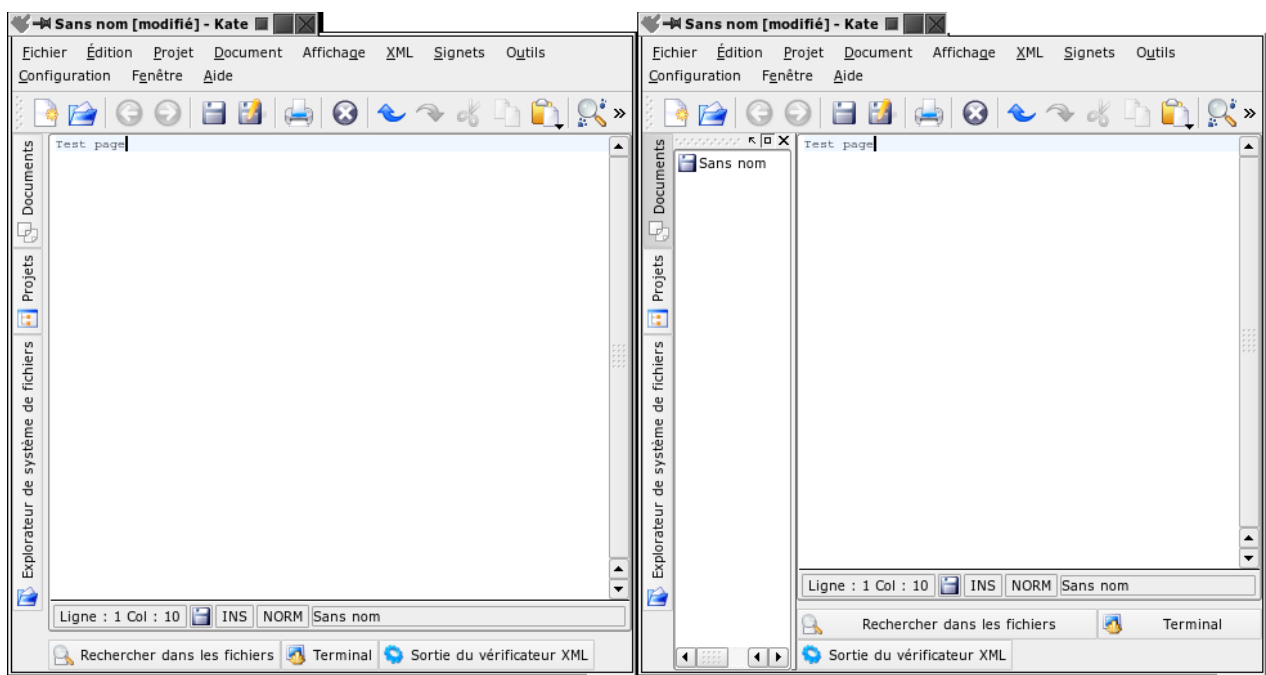 Sans nom [modifié] - Kate
Fichier Édition Projet Document Affichage XML Signets Outils
Configuration Fenêtre Aide
Documents
Projets
Explorateur de système de fichiers
Test page
Ligne : 1 Col : 10 INS NORM Sans nom
Rechercher dans les fichiers Terminal Sortie du vérificateur XML
Sans nom [modifié] - Kate
Fichier Édition Projet Document Affichage XML Signets Outils
Configuration Fenêtre Aide
Documents
Projets
Explorateur de système de fichiers
Sans nom
Test page
Ligne : 1 Col : 10 INS NORM Sans nom
Rechercher dans les fichiers Terminal
Sortie du vérificateur XML